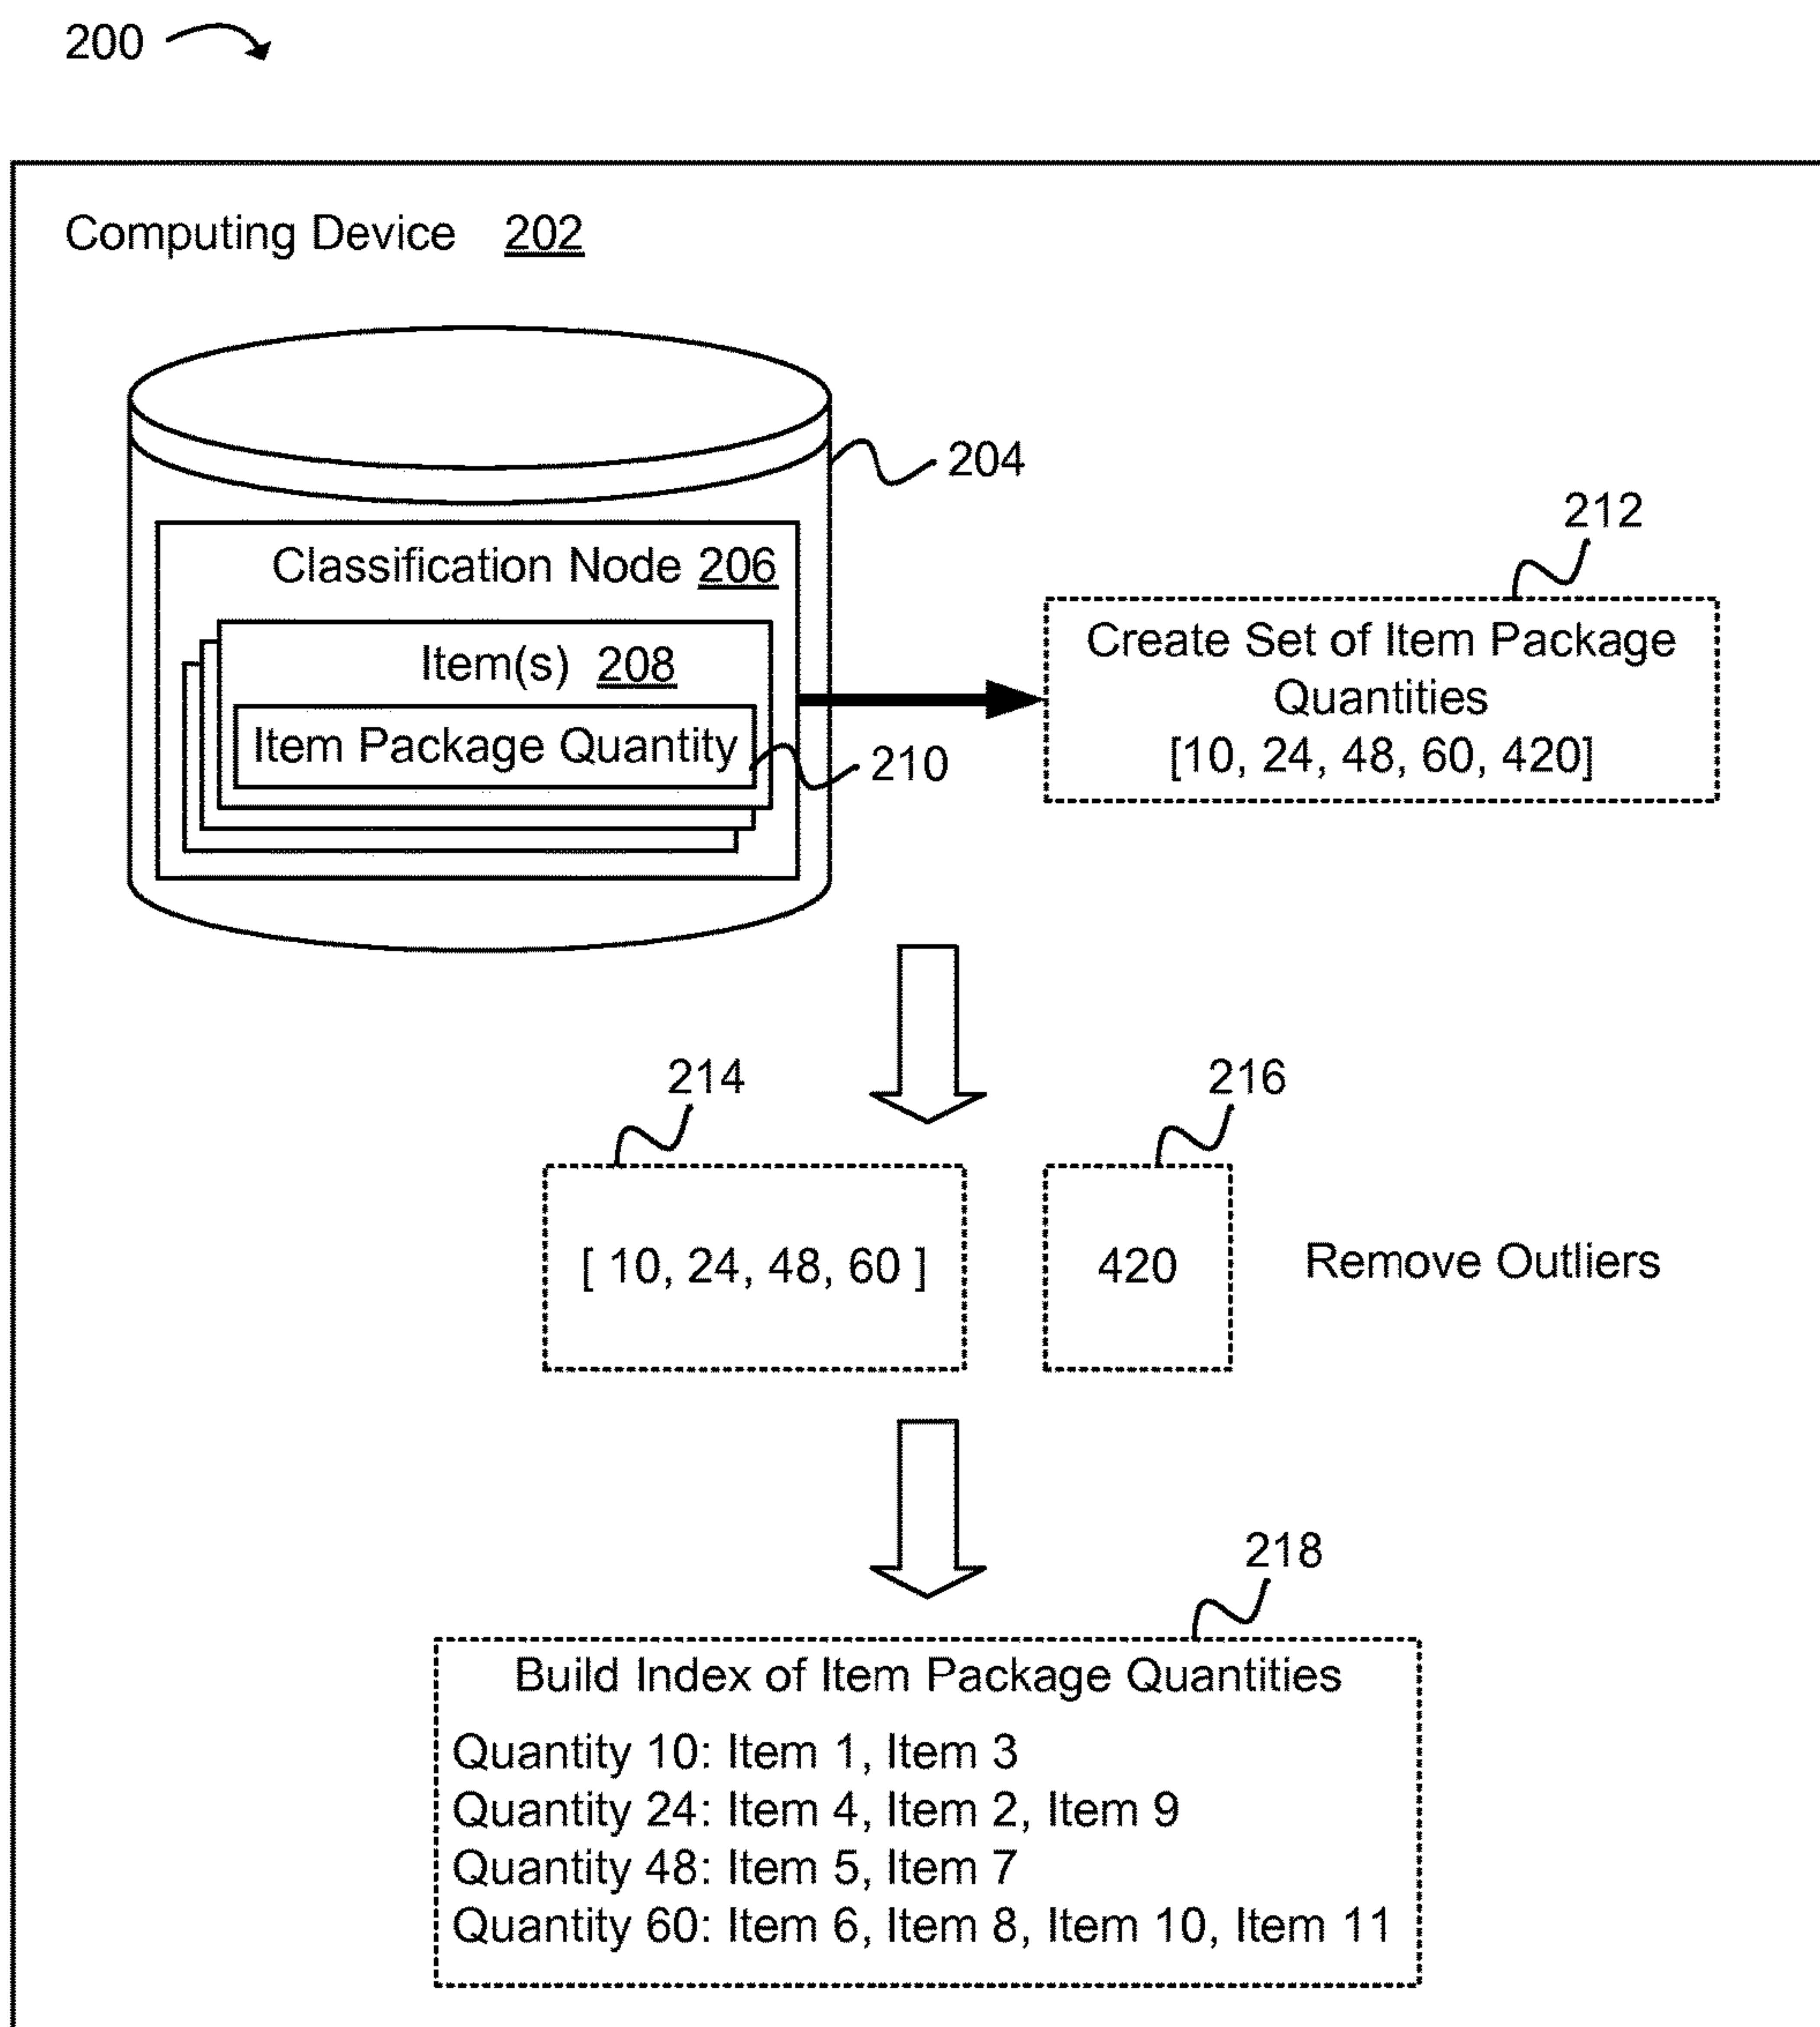 200
Computing Device 202
204
Classification Node 206
Item(s) 208
Item Package Quantity
210
212
Create Set of Item Package
Quantities
[10, 24, 48, 60, 420]
214
216
[ 10, 24, 48, 60 ]
420
Remove Outliers
218
Build Index of Item Package Quantities
Quantity 10: Item 1, Item 3
Quantity 24: Item 4, Item 2, Item 9
Quantity 48: Item 5, Item 7
Quantity 60: Item 6, Item 8, Item 10, Item 11